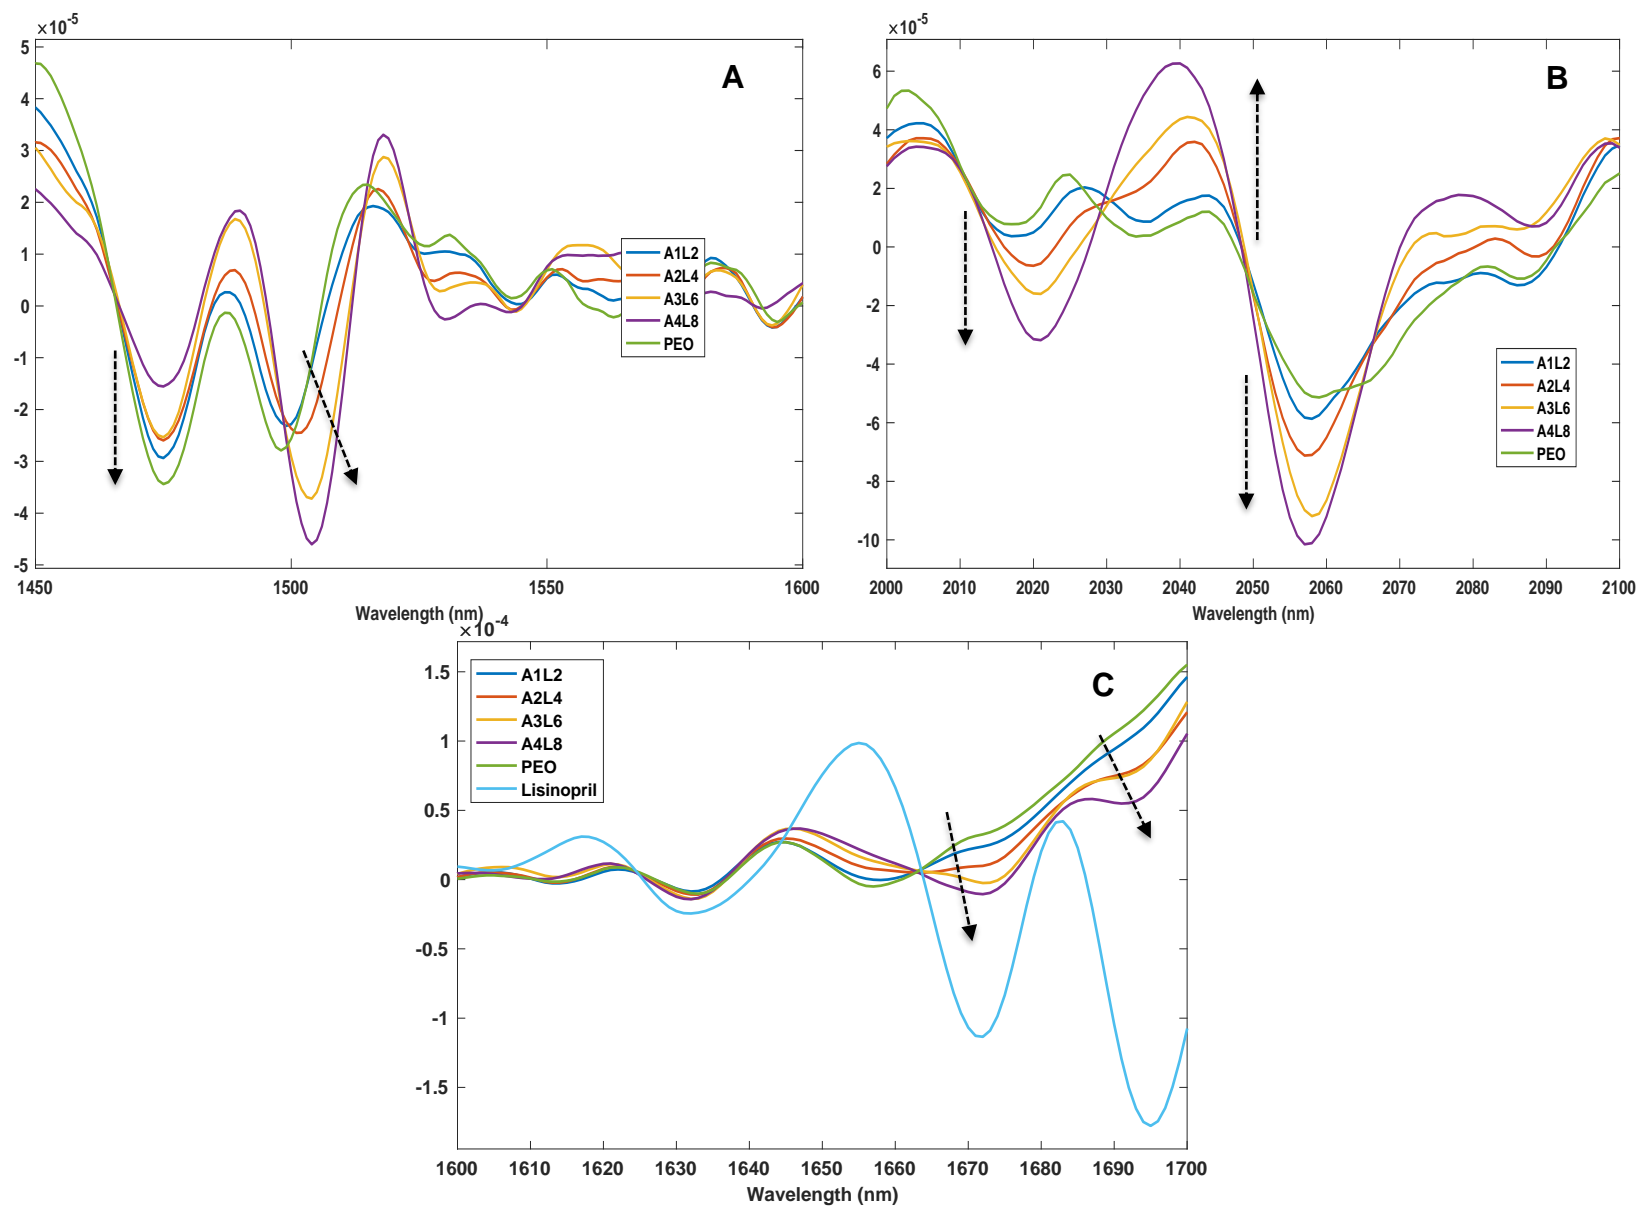 ×10⁻⁵
5
4
3
2
1
0
-1
-2
-3
-4
-5
A
A1L2
A2L4
A3L6
A4L8
PEO
1450
1500
1550
1600
Wavelength (nm)
×10⁻⁵
6
4
2
0
-2
-4
-6
-8
-10
B
A1L2
A2L4
A3L6
A4L8
PEO
2000
2010
2020
2030
2040
2050
2060
2070
2080
2090
2100
Wavelength (nm)
×10⁻⁴
1.5
1
0.5
0
-0.5
-1
-1.5
A1L2
A2L4
A3L6
A4L8
PEO
Lisinopril
C
1600
1610
1620
1630
1640
1650
1660
1670
1680
1690
1700
Wavelength (nm)